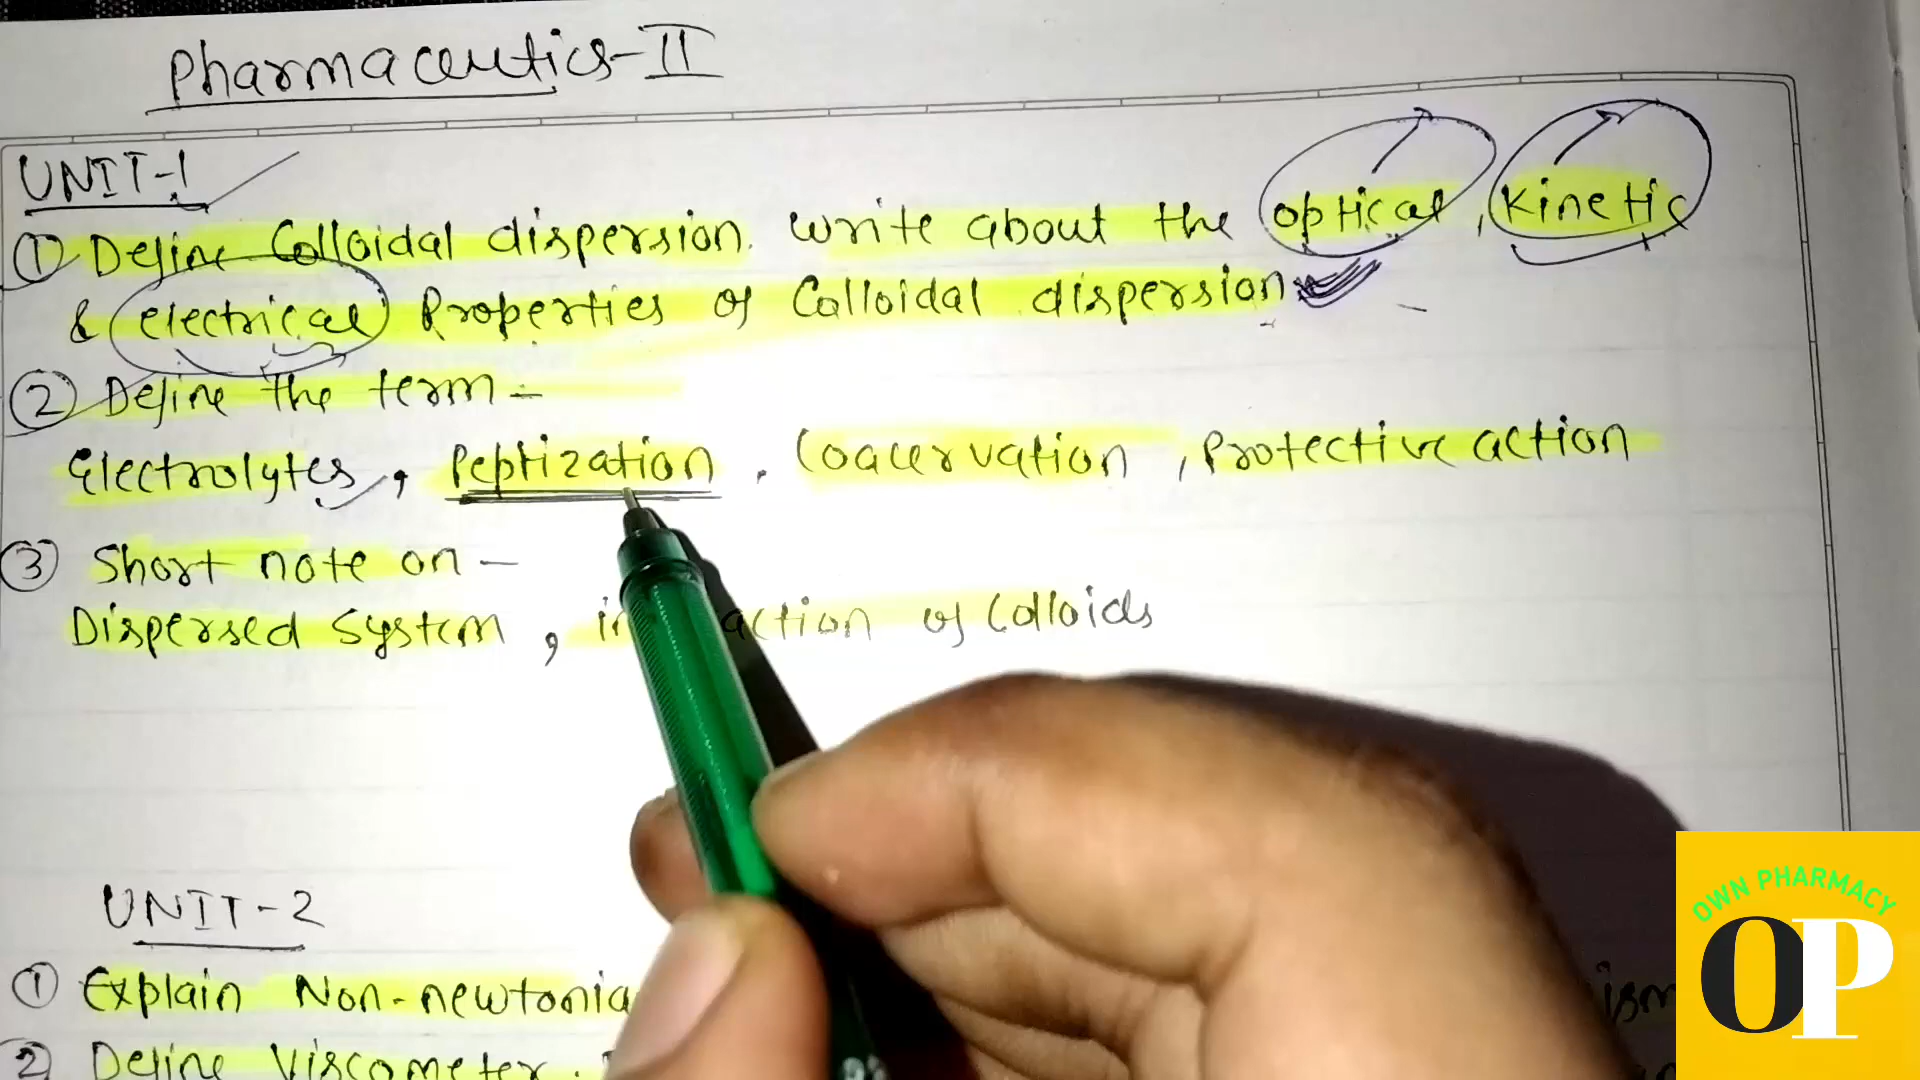 Pharmaceutics-II
UNIT-1
① Define Colloidal dispersion. write about the optical, Kinetic
& electrical Properties of Colloidal dispersion
② Define the term -
Electrolytes, Peptization, Coacervation, Protective action
③ Short note on -
Dispersed System, action of Colloids
UNIT-2
① Explain Non-newtonia
② Define Viscometer.
OWN PHARMACY
OP